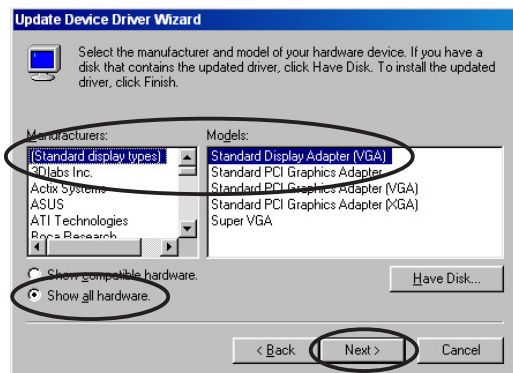 Update Device Driver Wizard
Select the manufacturer and model of your hardware device. If you have a
disk that contains the updated driver, click Have Disk. To install the updated
driver, click Finish.
Manufacturers:
(Standard display types)
3Dlabs Inc.
Actix Systems
ASUS
ATI Technologies
Boca Research
Models:
Standard Display Adapter (VGA)
Standard PCI Graphics Adapter
Standard PCI Graphics Adapter (VGA)
Standard PCI Graphics Adapter (XGA)
Super VGA
Show compatible hardware.
Show all hardware.
Have Disk...
< Back
Next >
Cancel